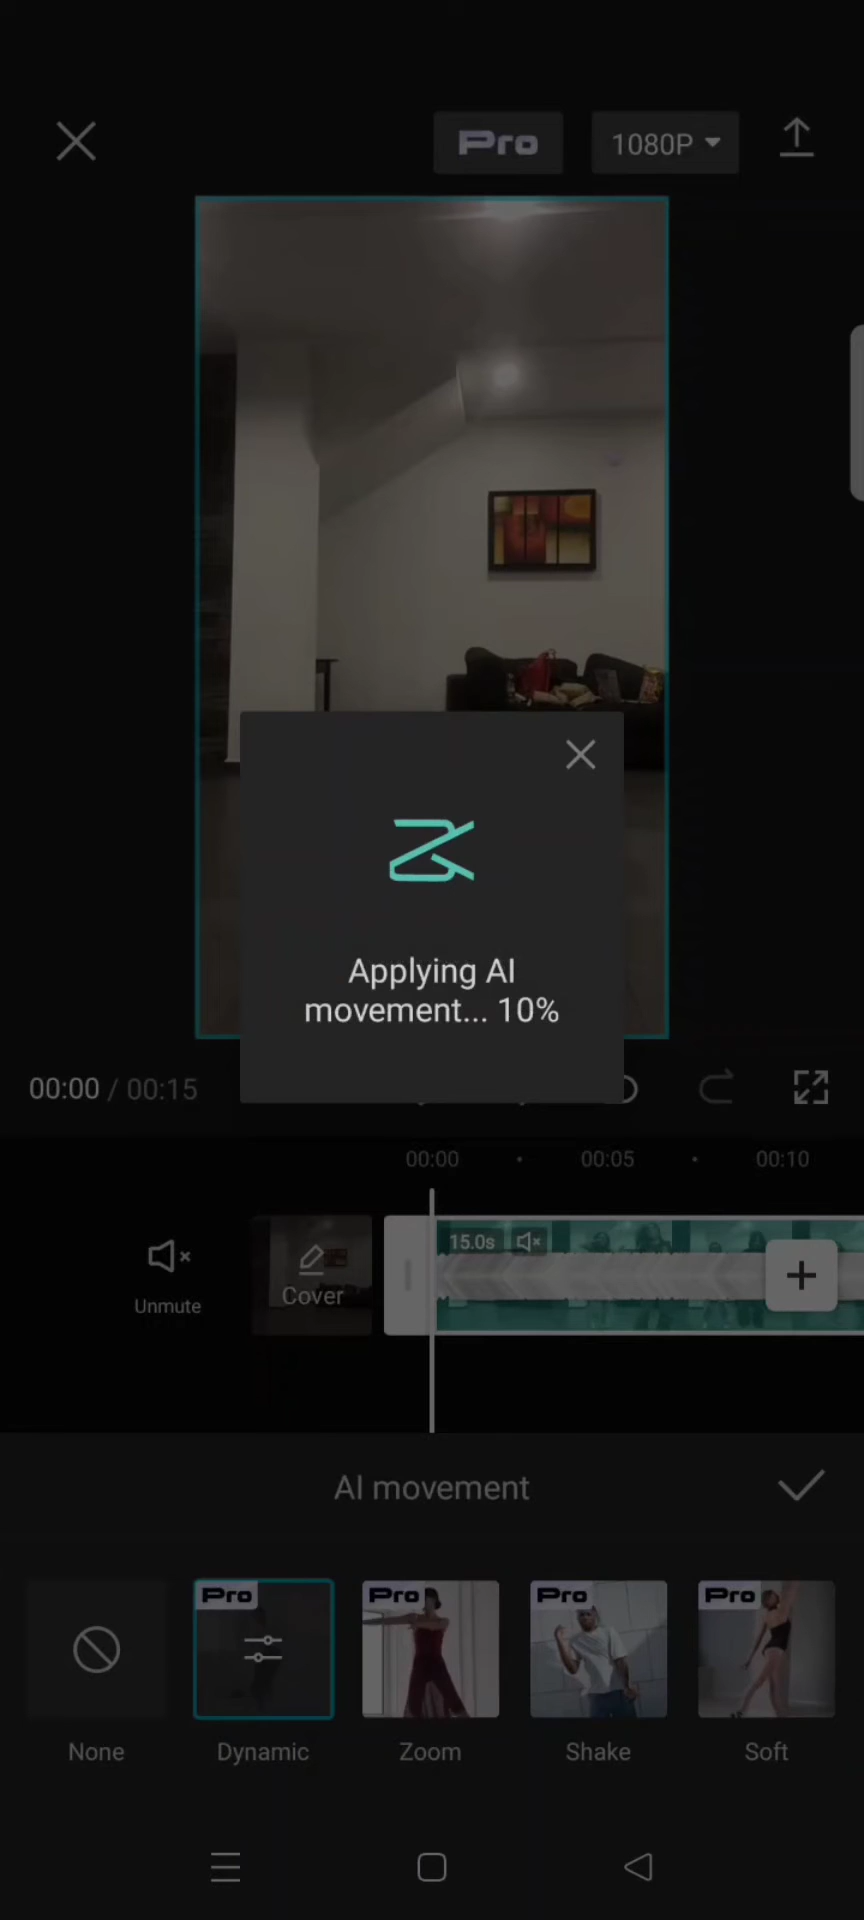 Pro
1080P
Applying AI
movement... 10%
00:00 / 00:15
00:00
00:05
00:10
15.0s
Unmute
Cover
AI movement
Pro
Pro
Pro
Pro
None
Dynamic
Zoom
Shake
Soft